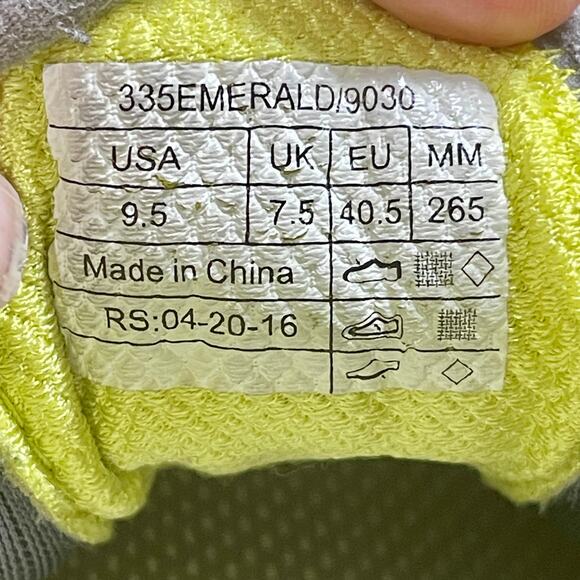 335EMERALD/9030
USA UK EU MM
9.5 7.5 40.5 265
Made in China
RS:04-20-16